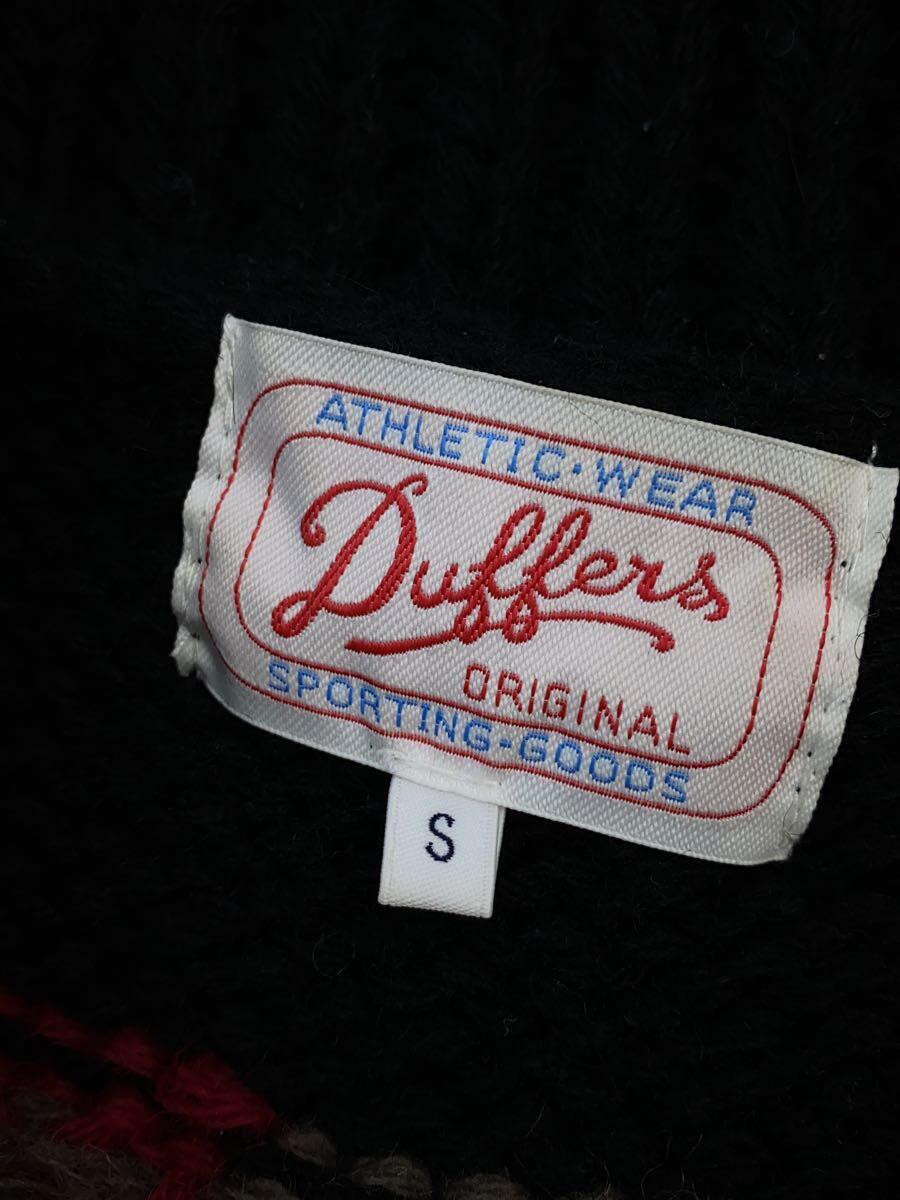 ATHLETIC·WEAR
Duffers
ORIGINAL
SPORTING-GOODS
S